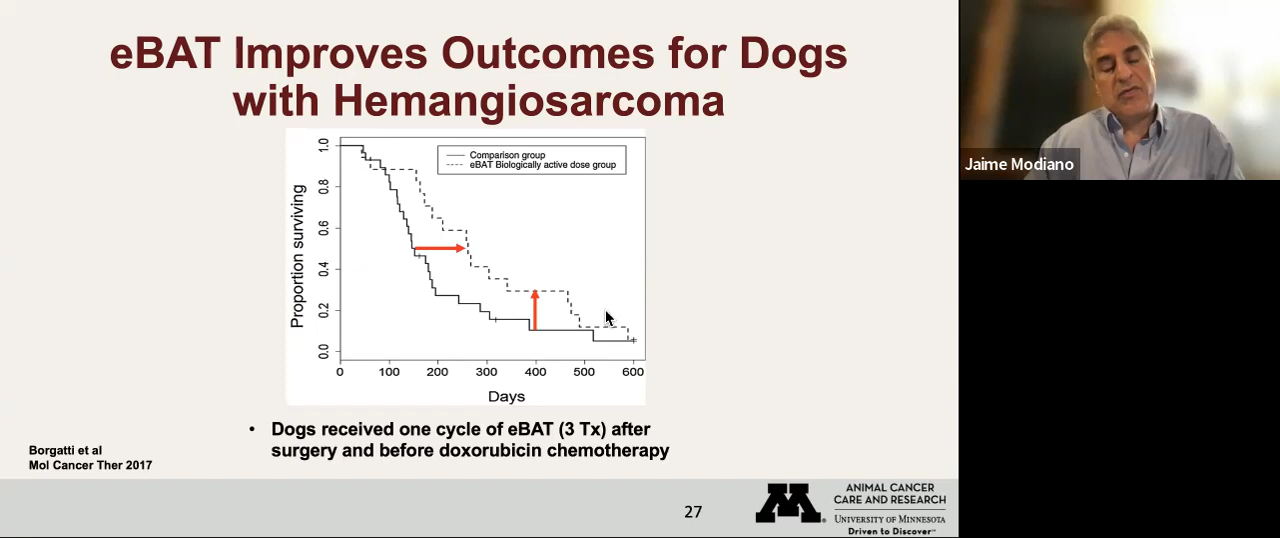 eBAT Improves Outcomes for Dogs
with Hemangiosarcoma
Jaime Modiano
Comparison group
eBAT Biologically active dose group
Proportion surviving
1.0
0.8
0.6
0.4
0.2
0.0
0 100 200 300 400 500 600
Days
• Dogs received one cycle of eBAT (3 Tx) after
surgery and before doxorubicin chemotherapy
Borgatti et al
Mol Cancer Ther 2017
27
M
ANIMAL CANCER
CARE AND RESEARCH
UNIVERSITY OF MINNESOTA
Driven to Discover℠